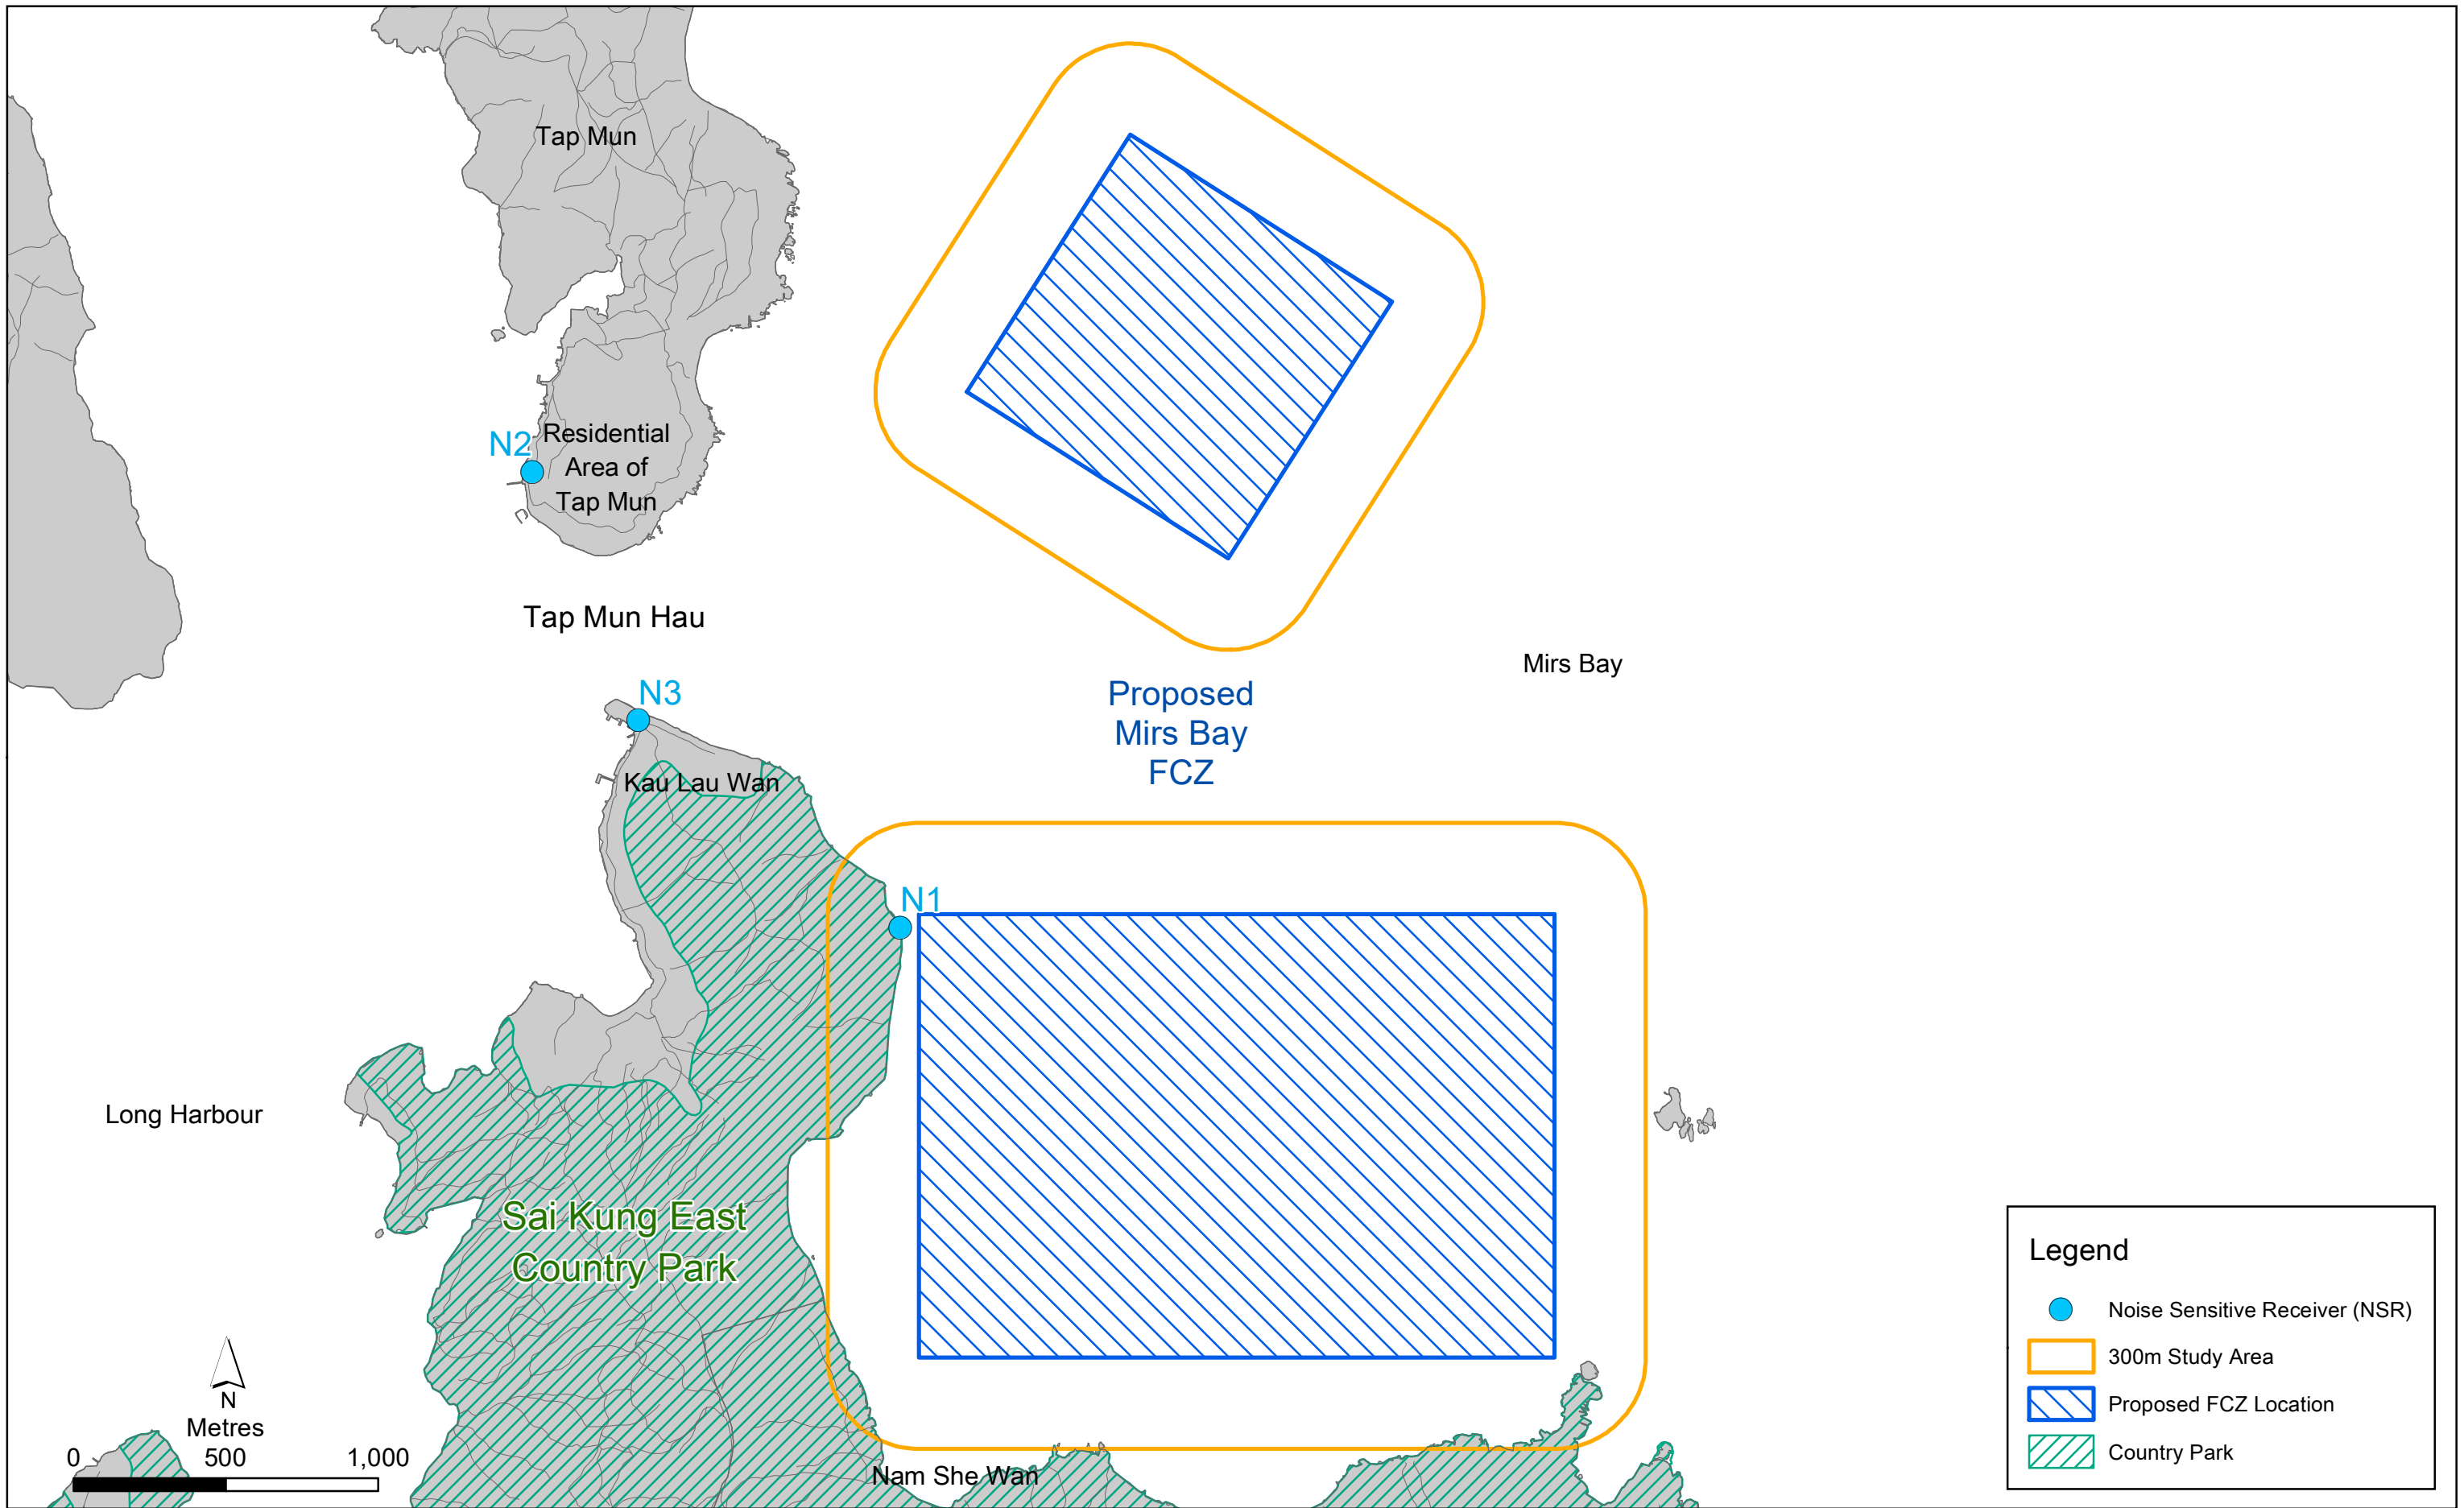 Tap Mun
N2
Residential
Area of
Tap Mun
Tap Mun Hau
Mirs Bay
N3
Proposed
Mirs Bay
FCZ
Kau Lau Wan
N1
Long Harbour
Sai Kung East
Country Park
Nam She Wan
N
Metres
0 500 1,000
Legend
Noise Sensitive Receiver (NSR)
300m Study Area
Proposed FCZ Location
Country Park